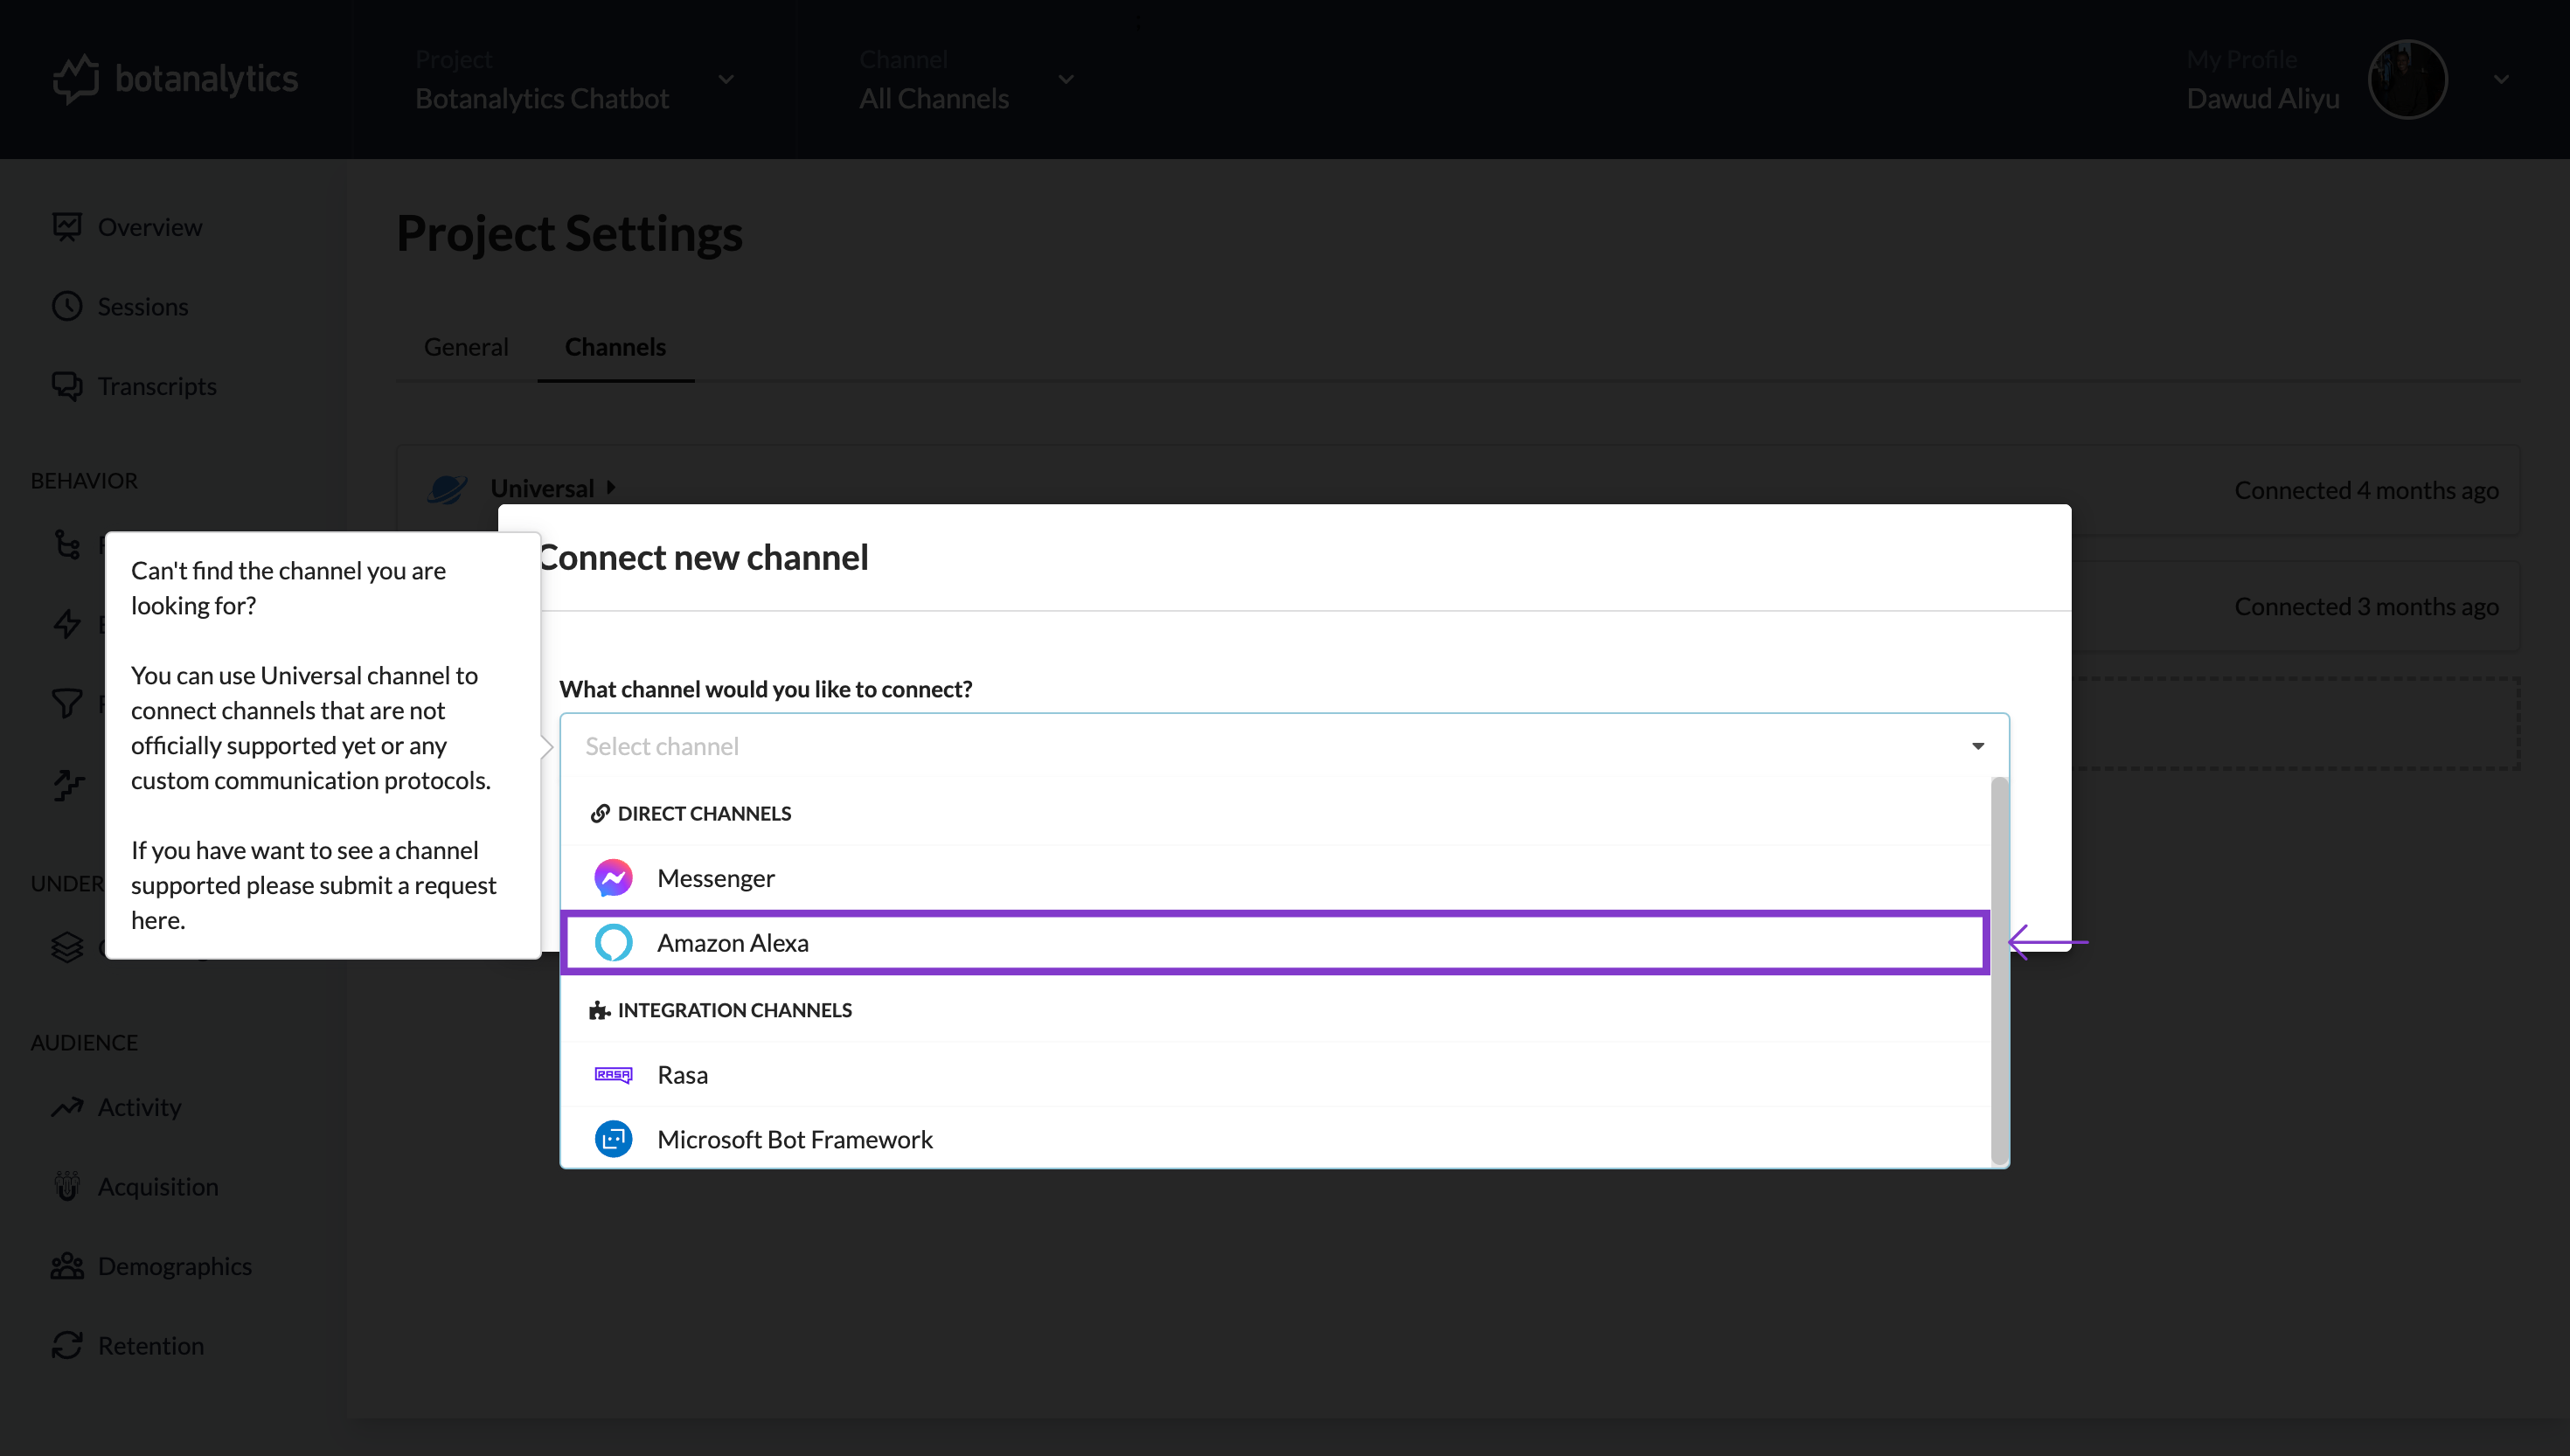 botanalytics
Project
Botanalytics Chatbot
Channel
All Channels
My Profile
Dawud Aliyu
Overview
Sessions
Transcripts
BEHAVIOR
UNDER
AUDIENCE
Activity
Acquisition
Demographics
Retention
Project Settings
General
Channels
Universal
Connected 4 months ago
Connected 3 months ago
Can't find the channel you are
looking for?
You can use Universal channel to
connect channels that are not
officially supported yet or any
custom communication protocols.
If you have want to see a channel
supported please submit a request
here.
Connect new channel
What channel would you like to connect?
Select channel
DIRECT CHANNELS
Messenger
Amazon Alexa
INTEGRATION CHANNELS
RASA
Rasa
Microsoft Bot Framework